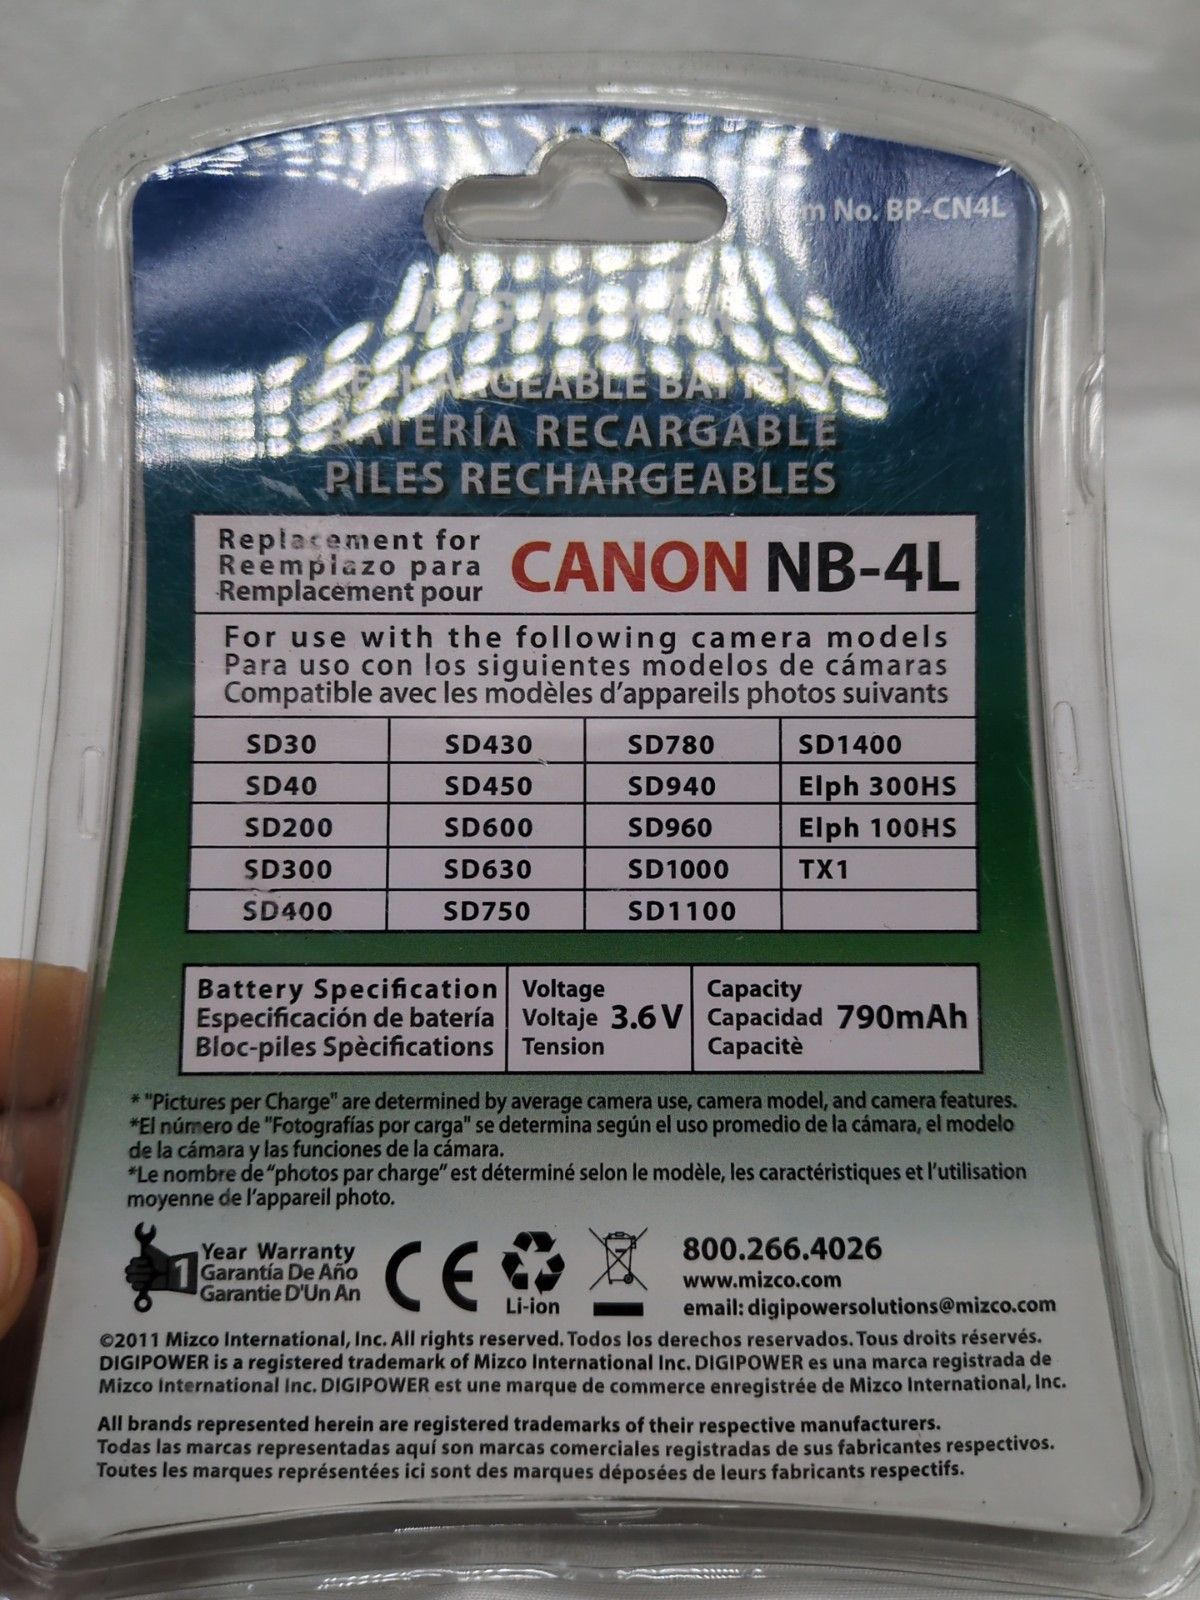 m No. BP-CN4L
RECHARGEABLE BATTERY
BATERÍA RECARGABLE
PILES RECHARGEABLES
Replacement for
Reemplazo para
Remplacement pour
CANON NB-4L
For use with the following camera models
Para uso con los siguientes modelos de cámaras
Compatible avec les modèles d'appareils photos suivants
SD30 SD430 SD780 SD1400
SD40 SD450 SD940 Elph 300HS
SD200 SD600 SD960 Elph 100HS
SD300 SD630 SD1000 TX1
SD400 SD750 SD1100
Battery Specification
Especificación de batería
Bloc-piles Spècifications
Voltage
Voltaje 3.6 V
Tension
Capacity
Capacidad 790mAh
Capacitè
* "Pictures per Charge" are determined by average camera use, camera model, and camera features.
*El número de "Fotografías por carga" se determina según el uso promedio de la cámara, el modelo
de la cámara y las funciones de la cámara.
*Le nombre de "photos par charge" est déterminé selon le modèle, les caractéristiques et l'utilisation
moyenne de l'appareil photo.
1 Year Warranty
Garantía De Año
Garantie D'Un An
CE
Li-ion
800.266.4026
www.mizco.com
email: digipowersolutions@mizco.com
©2011 Mizco International, Inc. All rights reserved. Todos los derechos reservados. Tous droits réservés.
DIGIPOWER is a registered trademark of Mizco International Inc. DIGIPOWER es una marca registrada de
Mizco International Inc. DIGIPOWER est une marque de commerce enregistrée de Mizco International, Inc.
All brands represented herein are registered trademarks of their respective manufacturers.
Todas las marcas representadas aquí son marcas comerciales registradas de sus fabricantes respectivos.
Toutes les marques représentées ici sont des marques déposées de leurs fabricants respectifs.